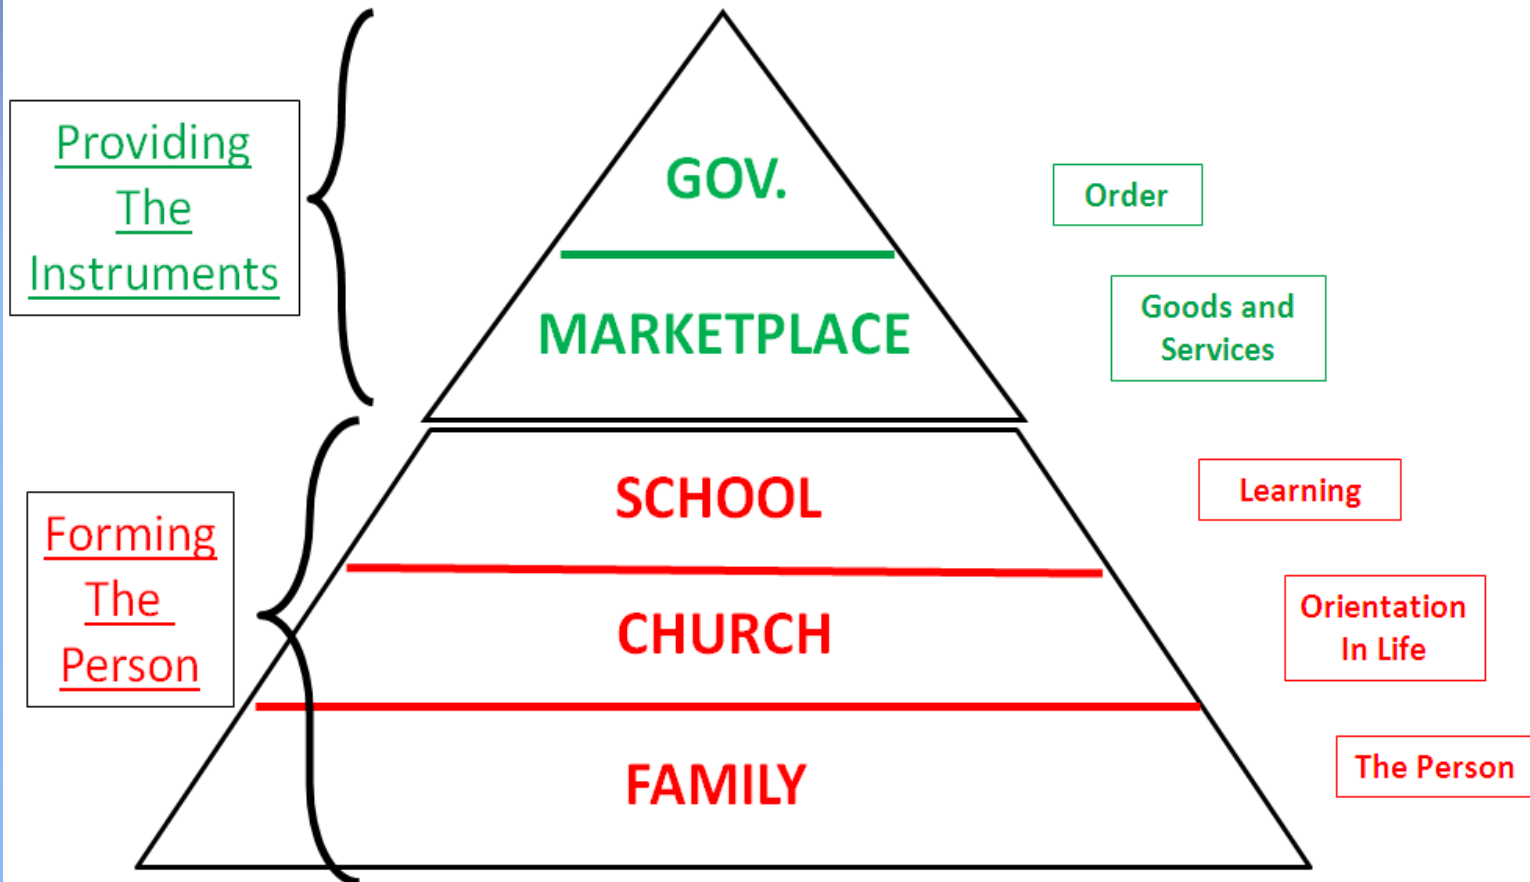 Providing
The
Instruments
GOV.
Order
MARKETPLACE
Goods and
Services
Forming
The
Person
SCHOOL
Learning
CHURCH
Orientation
In Life
FAMILY
The Person